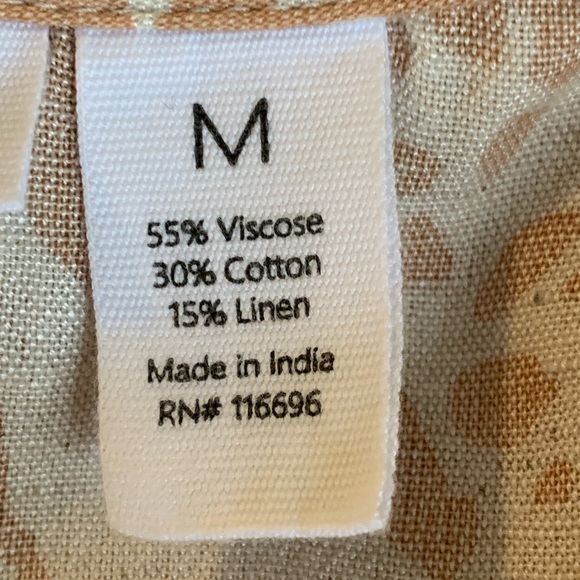 M
55% Viscose
30% Cotton
15% Linen
Made in India
RN# 116696